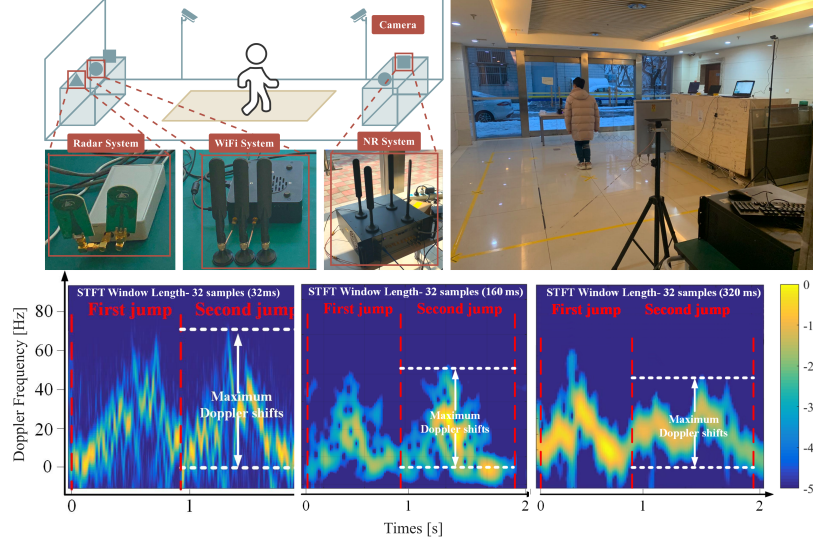 Camera
Radar System
WiFi System
NR System
STFT Window Length- 32 samples (32ms)
First jump
Second jump
Maximum
Doppler shifts
STFT Window Length- 32 samples (160 ms)
First jump
Second jump
Maximum
Doppler shifts
STFT Window Length- 32 samples (320 ms)
First jump
Second jump
Maximum
Doppler shifts
Doppler Frequency [Hz]
80
60
40
20
0
0
1
0
1
2
0
1
2
Times [s]
0
-1
-2
-3
-4
-5